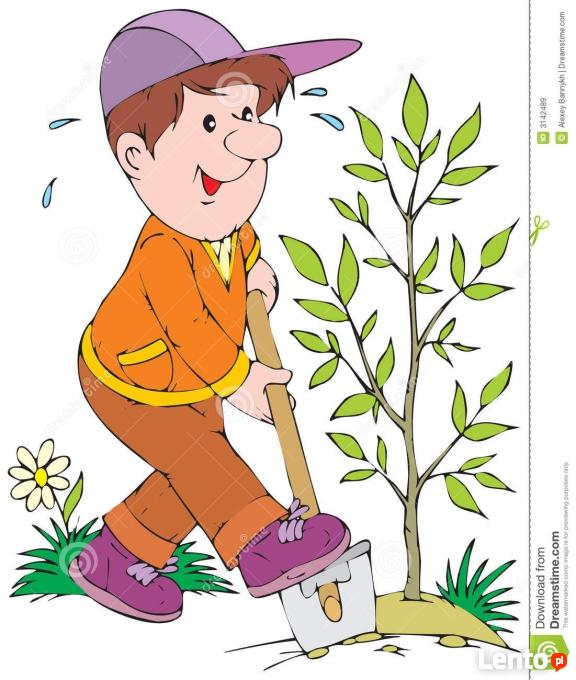 3142489
© Alexey Bannykh | Dreamstime.com
Download from
Dreamstime.com
This watermarked comp image is for previewing purposes only.
Lento.pl